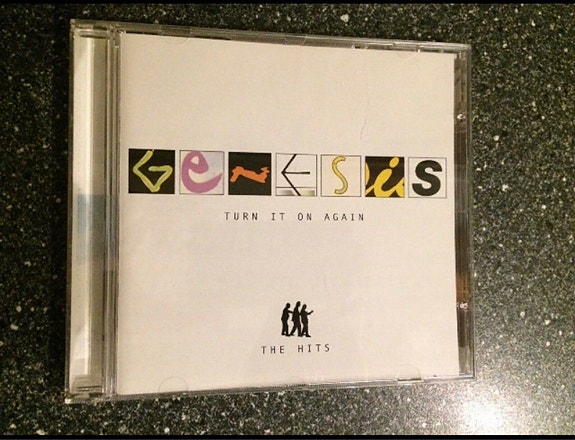 GeNESiS
TURN IT ON AGAIN
THE HITS